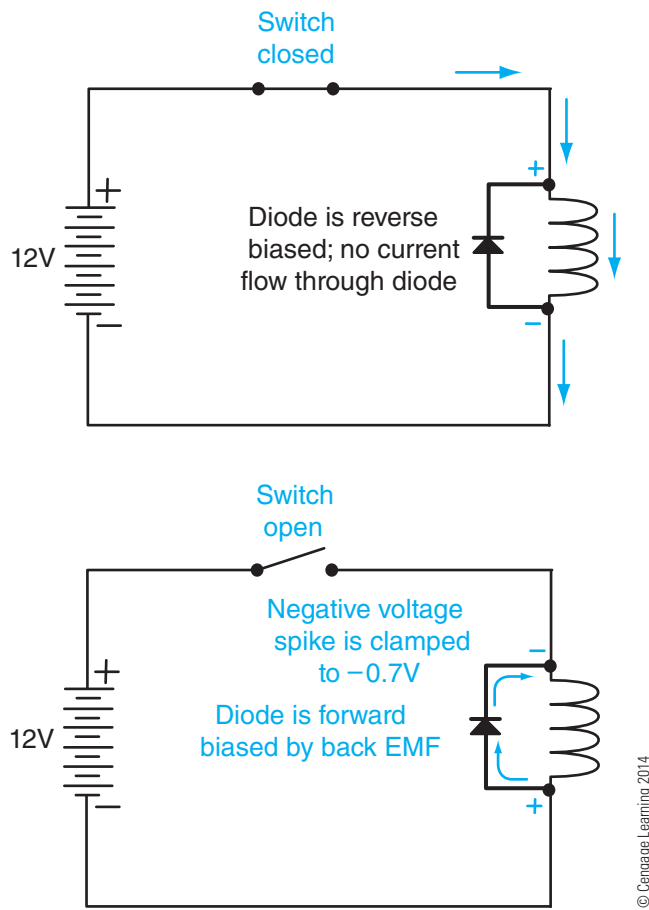 Switch
closed
+
+
Diode is reverse
biased; no current
flow through diode
12V
−
−
Switch
open
Negative voltage
spike is clamped
to −0.7V
−
+
12V
Diode is forward
biased by back EMF
−
+
© Cengage Learning 2014